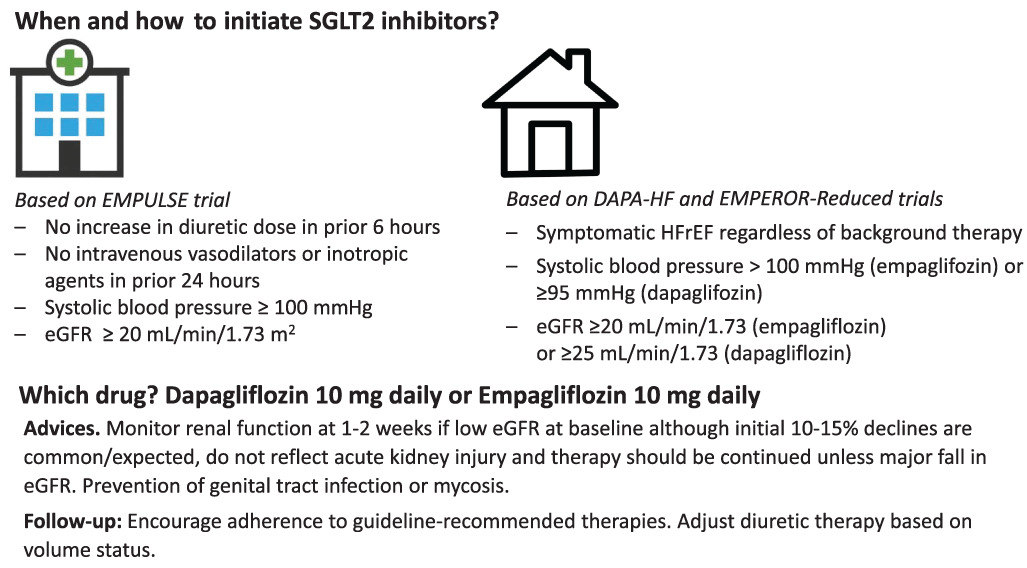 When and how to initiate SGLT2 inhibitors?
Based on EMPULSE trial
– No increase in diuretic dose in prior 6 hours
– No intravenous vasodilators or inotropic
agents in prior 24 hours
– Systolic blood pressure ≥ 100 mmHg
– eGFR ≥ 20 mL/min/1.73 m²
Based on DAPA-HF and EMPEROR-Reduced trials
– Symptomatic HFrEF regardless of background therapy
– Systolic blood pressure > 100 mmHg (empaglifozin) or
≥95 mmHg (dapaglifozin)
– eGFR ≥20 mL/min/1.73 (empagliflozin)
or ≥25 mL/min/1.73 (dapagliflozin)
Which drug? Dapagliflozin 10 mg daily or Empagliflozin 10 mg daily
Advices. Monitor renal function at 1-2 weeks if low eGFR at baseline although initial 10-15% declines are
common/expected, do not reflect acute kidney injury and therapy should be continued unless major fall in
eGFR. Prevention of genital tract infection or mycosis.
Follow-up: Encourage adherence to guideline-recommended therapies. Adjust diuretic therapy based on
volume status.